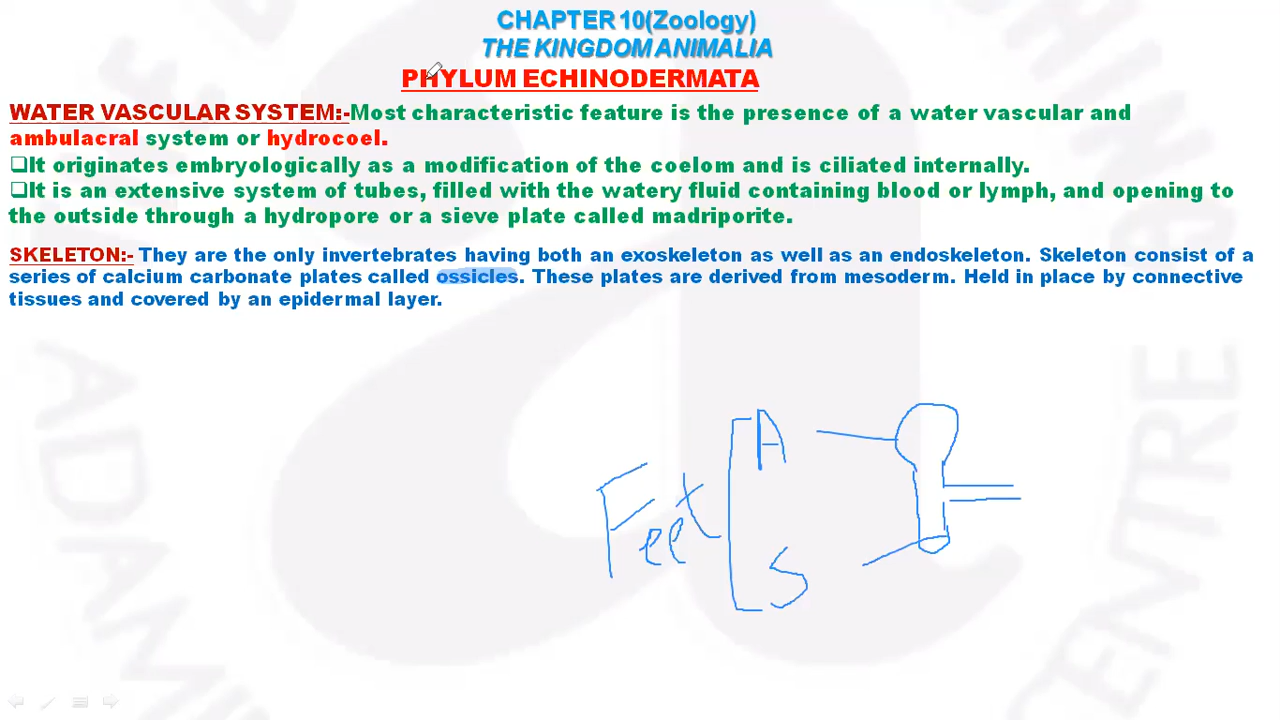 CHAPTER 10(Zoology)
THE KINGDOM ANIMALIA
PHYLUM ECHINODERMATA
WATER VASCULAR SYSTEM:-Most characteristic feature is the presence of a water vascular and
ambulacral system or hydrocoel.
❑It originates embryologically as a modification of the coelom and is ciliated internally.
❑It is an extensive system of tubes, filled with the watery fluid containing blood or lymph, and opening to
the outside through a hydropore or a sieve plate called madriporite.
SKELETON:- They are the only invertebrates having both an exoskeleton as well as an endoskeleton. Skeleton consist of a
series of calcium carbonate plates called ossicles. These plates are derived from mesoderm. Held in place by connective
tissues and covered by an epidermal layer.
A
Feet
S